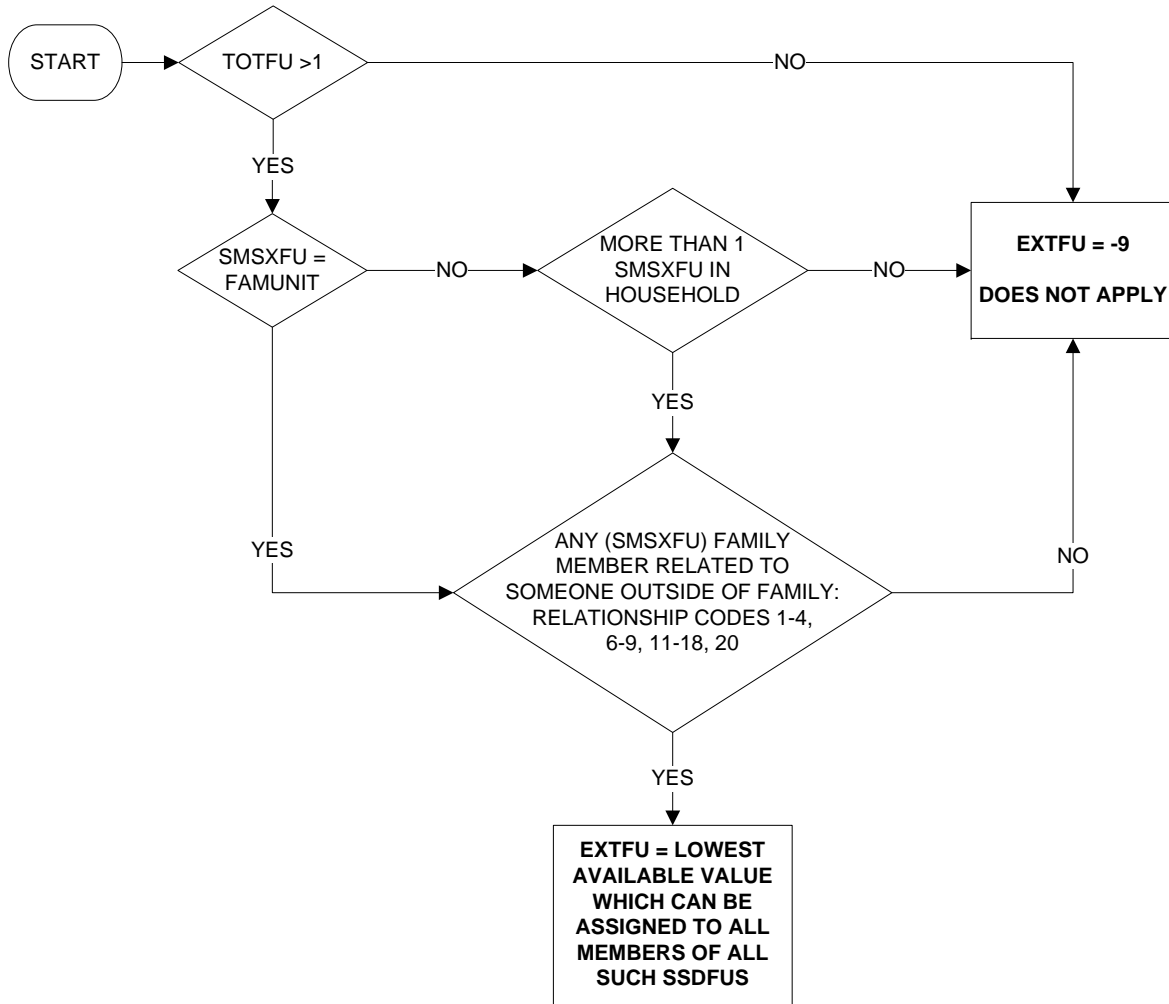 START
TOTFU >1
NO
YES
SMSXFU =
FAMUNIT
NO
MORE THAN 1
SMSXFU IN
HOUSEHOLD
NO
EXTFU = -9
DOES NOT APPLY
YES
YES
ANY (SMSXFU) FAMILY
MEMBER RELATED TO
SOMEONE OUTSIDE OF FAMILY:
RELATIONSHIP CODES 1-4,
6-9, 11-18, 20
NO
YES
EXTFU = LOWEST
AVAILABLE VALUE
WHICH CAN BE
ASSIGNED TO ALL
MEMBERS OF ALL
SUCH SSDFUS